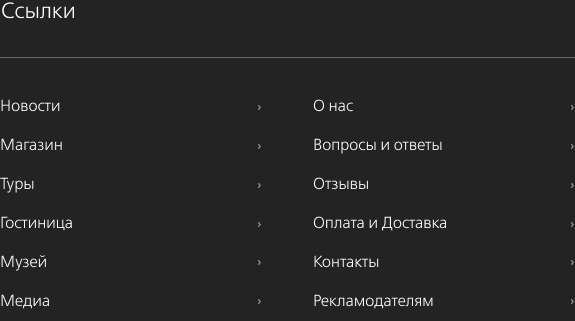 Ссылки
Новости › О нас ›
Магазин › Вопросы и ответы ›
Туры › Отзывы ›
Гостиница › Оплата и Доставка ›
Музей › Контакты ›
Медиа › Рекламодателям ›